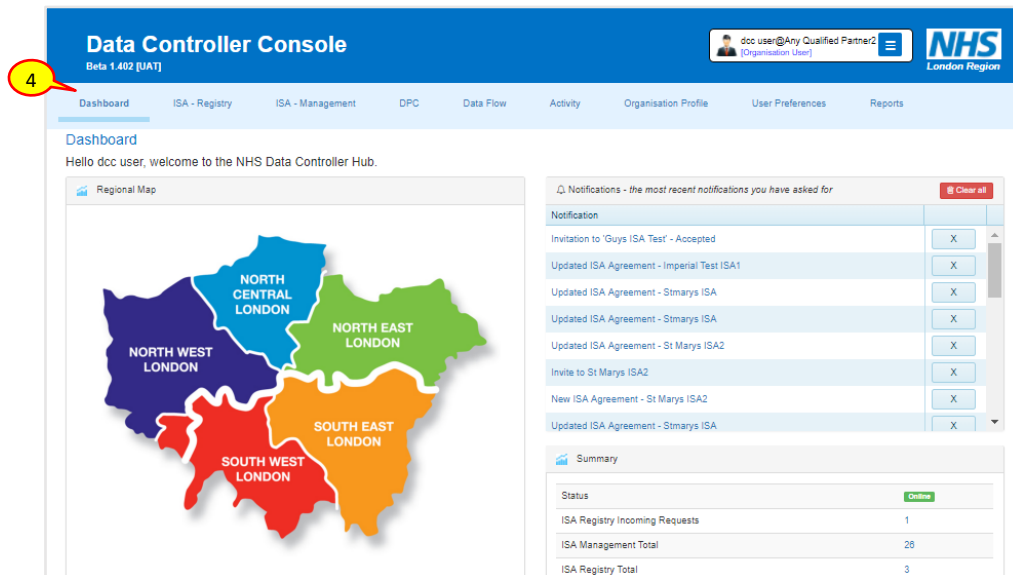 Data Controller Console
Beta 1.402 [UAT]
dcc user@Any Qualified Partner2
[Organisation User]
NHS
London Region
4
Dashboard ISA - Registry ISA - Management DPC Data Flow Activity Organisation Profile User Preferences Reports
Dashboard
Hello dcc user, welcome to the NHS Data Controller Hub.
Regional Map
NORTH
CENTRAL
LONDON
NORTH EAST
LONDON
NORTH WEST
LONDON
SOUTH EAST
LONDON
SOUTH WEST
LONDON
Notifications - the most recent notifications you have asked for
Clear all
Notification
Invitation to 'Guys ISA Test' - Accepted X
Updated ISA Agreement - Imperial Test ISA1 X
Updated ISA Agreement - Stmarys ISA X
Updated ISA Agreement - Stmarys ISA X
Updated ISA Agreement - St Marys ISA2 X
Invite to St Marys ISA2 X
New ISA Agreement - St Marys ISA2 X
Updated ISA Agreement - Stmarys ISA X
Summary
Status Online
ISA Registry Incoming Requests 1
ISA Management Total 26
ISA Registry Total 3